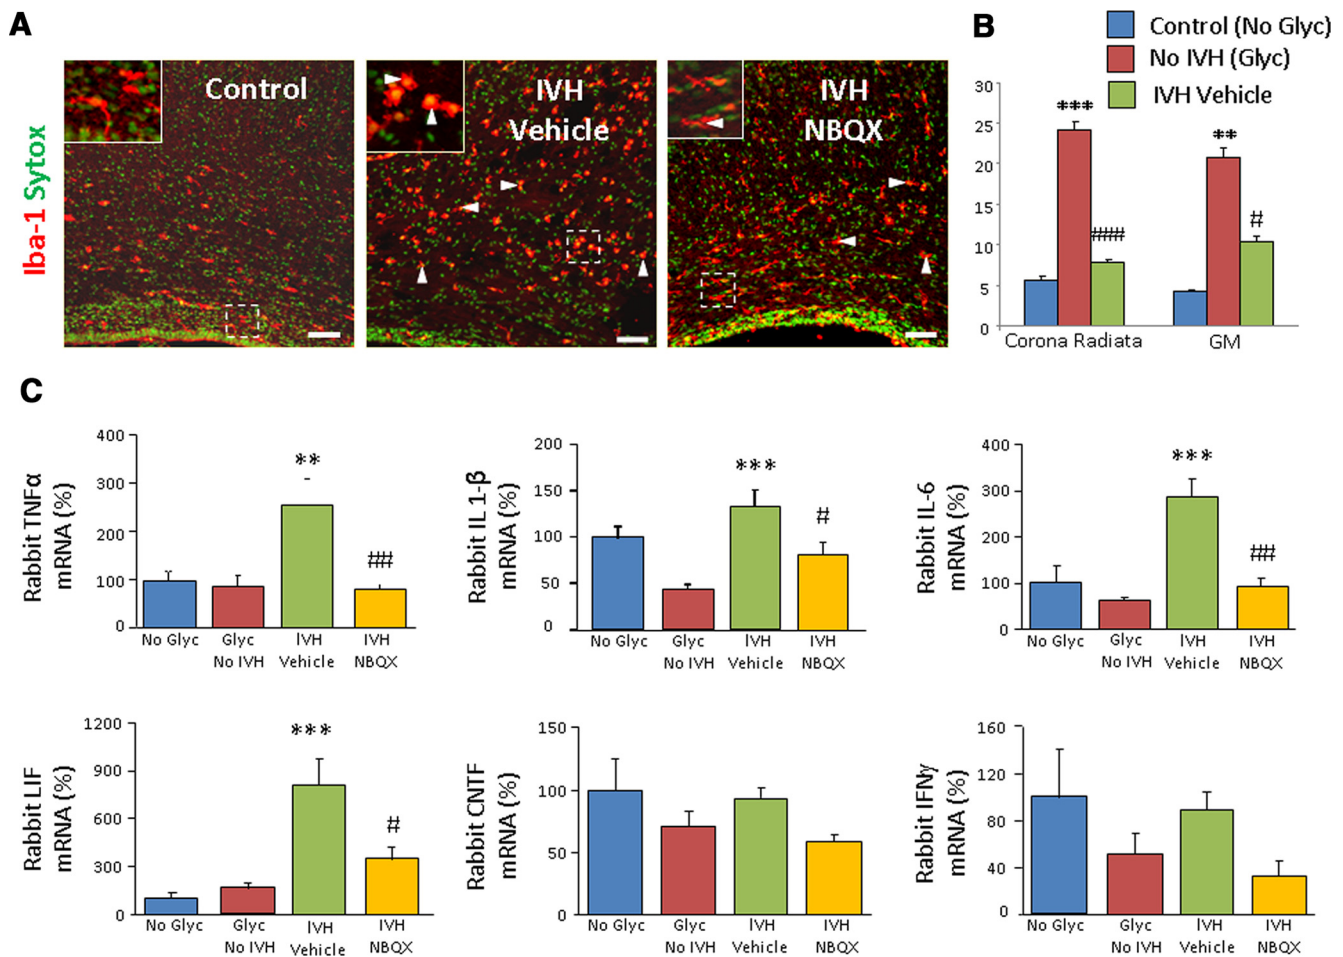 A
Iba-1 Sytox
Control
IVH
Vehicle
IVH
NBQX
B
Control (No Glyc)
No IVH (Glyc)
IVH Vehicle
30
25
20
15
10
5
0
***
###
**
#
Corona Radiata
GM
C
Rabbit TNFα
mRNA (%)
400
300
200
100
0
**
##
No Glyc
Glyc
No IVH
IVH
Vehicle
IVH
NBQX
Rabbit IL 1-β
mRNA (%)
200
150
100
50
0
***
#
No Glyc
Glyc
No IVH
IVH
Vehicle
IVH
NBQX
Rabbit IL-6
mRNA (%)
400
300
200
100
0
***
##
No Glyc
Glyc
No IVH
IVH
Vehicle
IVH
NBQX
Rabbit LIF
mRNA (%)
1200
900
600
300
0
***
#
No Glyc
Glyc
No IVH
IVH
Vehicle
IVH
NBQX
Rabbit CNTF
mRNA (%)
150
100
50
0
No Glyc
Glyc
No IVH
IVH
Vehicle
IVH
NBQX
Rabbit IFNγ
mRNA (%)
160
120
80
40
0
No Glyc
Glyc
No IVH
IVH
Vehicle
IVH
NBQX